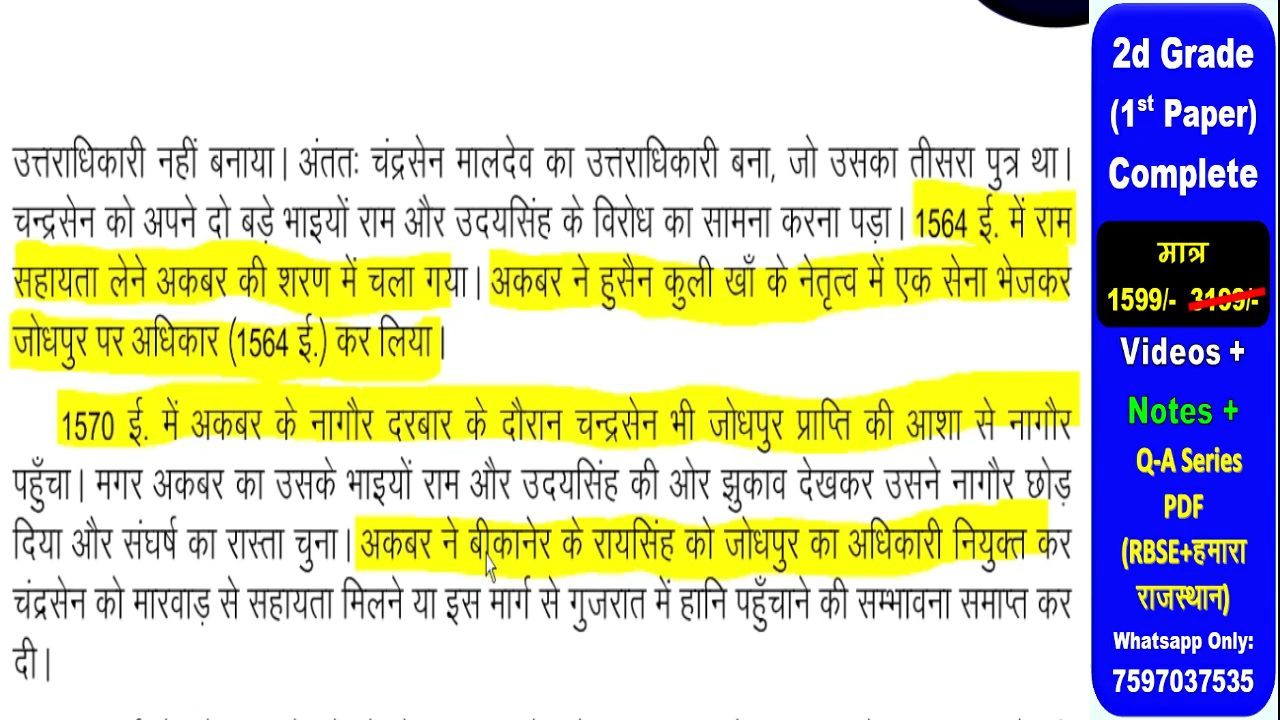 उत्तराधिकारी नहीं बनाया। अंततः चंद्रसेन मालदेव का उत्तराधिकारी बना, जो उसका तीसरा पुत्र था।
चन्द्रसेन को अपने दो बड़े भाइयों राम और उदयसिंह के विरोध का सामना करना पड़ा। 1564 ई. में राम
सहायता लेने अकबर की शरण में चला गया। अकबर ने हुसैन कुली खाँ के नेतृत्व में एक सेना भेजकर
जोधपुर पर अधिकार (1564 ई.) कर लिया।
1570 ई. में अकबर के नागौर दरबार के दौरान चन्द्रसेन भी जोधपुर प्राप्ति की आशा से नागौर
पहुँचा। मगर अकबर का उसके भाइयों राम और उदयसिंह की ओर झुकाव देखकर उसने नागौर छोड़
दिया और संघर्ष का रास्ता चुना। अकबर ने बीकानेर के रायसिंह को जोधपुर का अधिकारी नियुक्त कर
चंद्रसेन को मारवाड़ से सहायता मिलने या इस मार्ग से गुजरात में हानि पहुँचाने की सम्भावना समाप्त कर
दी।
2d Grade
(1st Paper)
Complete
मात्र
1599/- 3199/-
Videos +
Notes +
Q-A Series
PDF
(RBSE+हमारा
राजस्थान)
Whatsapp Only:
7597037535